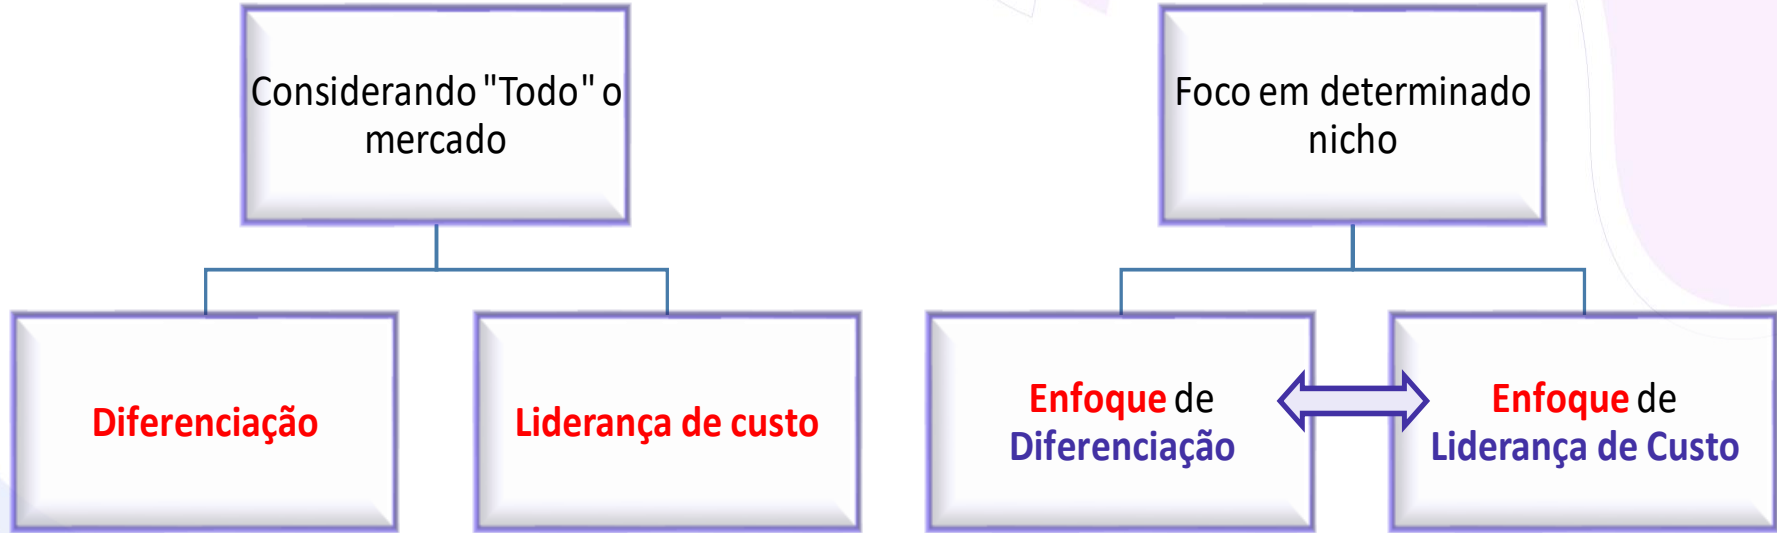 Considerando "Todo" o
mercado
Diferenciação
Liderança de custo
Foco em determinado
nicho
Enfoque de
Diferenciação
Enfoque de
Liderança de Custo